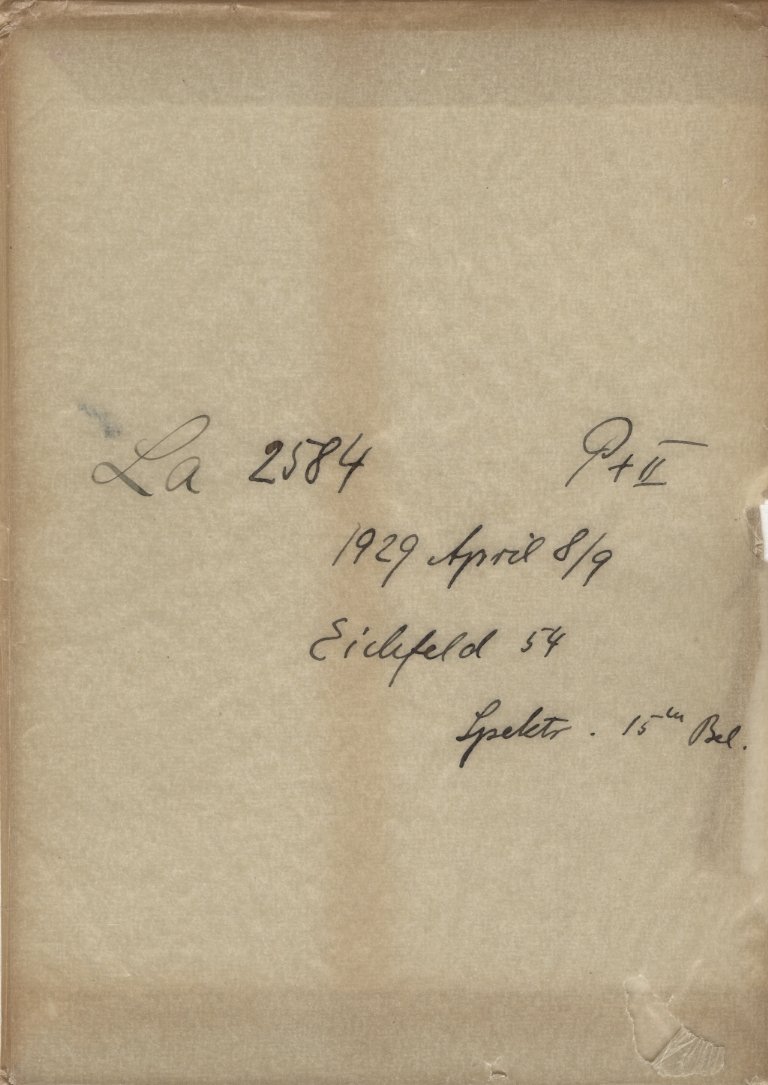 La 2584 P+II
1929 April 8/9
Eichfeld 54
Spektr. 15ᵐ Bel.